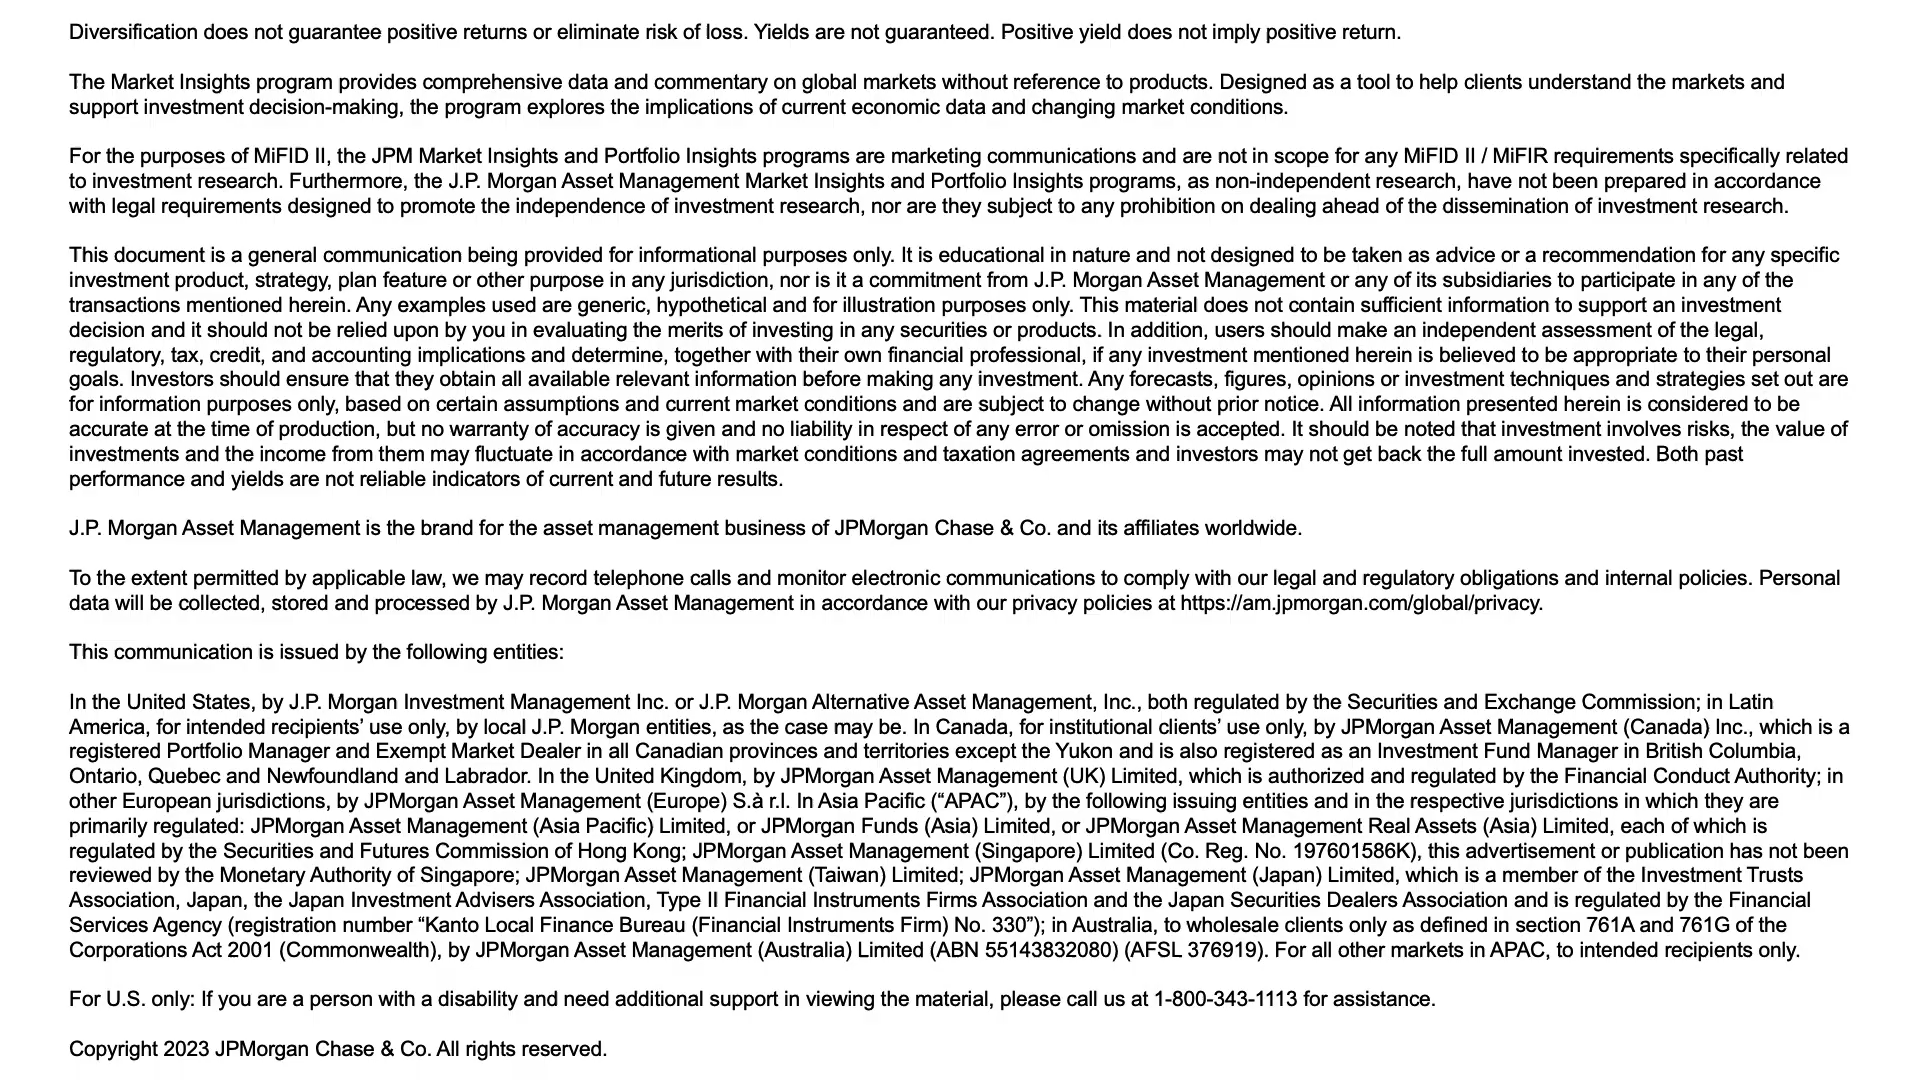 Diversification does not guarantee positive returns or eliminate risk of loss. Yields are not guaranteed. Positive yield does not imply positive return.
The Market Insights program provides comprehensive data and commentary on global markets without reference to products. Designed as a tool to help clients understand the markets and
support investment decision-making, the program explores the implications of current economic data and changing market conditions.
For the purposes of MiFID II, the JPM Market Insights and Portfolio Insights programs are marketing communications and are not in scope for any MiFID II / MiFIR requirements specifically related
to investment research. Furthermore, the J.P. Morgan Asset Management Market Insights and Portfolio Insights programs, as non-independent research, have not been prepared in accordance
with legal requirements designed to promote the independence of investment research, nor are they subject to any prohibition on dealing ahead of the dissemination of investment research.
This document is a general communication being provided for informational purposes only. It is educational in nature and not designed to be taken as advice or a recommendation for any specific
investment product, strategy, plan feature or other purpose in any jurisdiction, nor is it a commitment from J.P. Morgan Asset Management or any of its subsidiaries to participate in any of the
transactions mentioned herein. Any examples used are generic, hypothetical and for illustration purposes only. This material does not contain sufficient information to support an investment
decision and it should not be relied upon by you in evaluating the merits of investing in any securities or products. In addition, users should make an independent assessment of the legal,
regulatory, tax, credit, and accounting implications and determine, together with their own financial professional, if any investment mentioned herein is believed to be appropriate to their personal
goals. Investors should ensure that they obtain all available relevant information before making any investment. Any forecasts, figures, opinions or investment techniques and strategies set out are
for information purposes only, based on certain assumptions and current market conditions and are subject to change without prior notice. All information presented herein is considered to be
accurate at the time of production, but no warranty of accuracy is given and no liability in respect of any error or omission is accepted. It should be noted that investment involves risks, the value of
investments and the income from them may fluctuate in accordance with market conditions and taxation agreements and investors may not get back the full amount invested. Both past
performance and yields are not reliable indicators of current and future results.
J.P. Morgan Asset Management is the brand for the asset management business of JPMorgan Chase & Co. and its affiliates worldwide.
To the extent permitted by applicable law, we may record telephone calls and monitor electronic communications to comply with our legal and regulatory obligations and internal policies. Personal
data will be collected, stored and processed by J.P. Morgan Asset Management in accordance with our privacy policies at https://am.jpmorgan.com/global/privacy.
This communication is issued by the following entities:
In the United States, by J.P. Morgan Investment Management Inc. or J.P. Morgan Alternative Asset Management, Inc., both regulated by the Securities and Exchange Commission; in Latin
America, for intended recipients’ use only, by local J.P. Morgan entities, as the case may be. In Canada, for institutional clients’ use only, by JPMorgan Asset Management (Canada) Inc., which is a
registered Portfolio Manager and Exempt Market Dealer in all Canadian provinces and territories except the Yukon and is also registered as an Investment Fund Manager in British Columbia,
Ontario, Quebec and Newfoundland and Labrador. In the United Kingdom, by JPMorgan Asset Management (UK) Limited, which is authorized and regulated by the Financial Conduct Authority; in
other European jurisdictions, by JPMorgan Asset Management (Europe) S.à r.l. In Asia Pacific (“APAC”), by the following issuing entities and in the respective jurisdictions in which they are
primarily regulated: JPMorgan Asset Management (Asia Pacific) Limited, or JPMorgan Funds (Asia) Limited, or JPMorgan Asset Management Real Assets (Asia) Limited, each of which is
regulated by the Securities and Futures Commission of Hong Kong; JPMorgan Asset Management (Singapore) Limited (Co. Reg. No. 197601586K), this advertisement or publication has not been
reviewed by the Monetary Authority of Singapore; JPMorgan Asset Management (Taiwan) Limited; JPMorgan Asset Management (Japan) Limited, which is a member of the Investment Trusts
Association, Japan, the Japan Investment Advisers Association, Type II Financial Instruments Firms Association and the Japan Securities Dealers Association and is regulated by the Financial
Services Agency (registration number “Kanto Local Finance Bureau (Financial Instruments Firm) No. 330”); in Australia, to wholesale clients only as defined in section 761A and 761G of the
Corporations Act 2001 (Commonwealth), by JPMorgan Asset Management (Australia) Limited (ABN 55143832080) (AFSL 376919). For all other markets in APAC, to intended recipients only.
For U.S. only: If you are a person with a disability and need additional support in viewing the material, please call us at 1-800-343-1113 for assistance.
Copyright 2023 JPMorgan Chase & Co. All rights reserved.